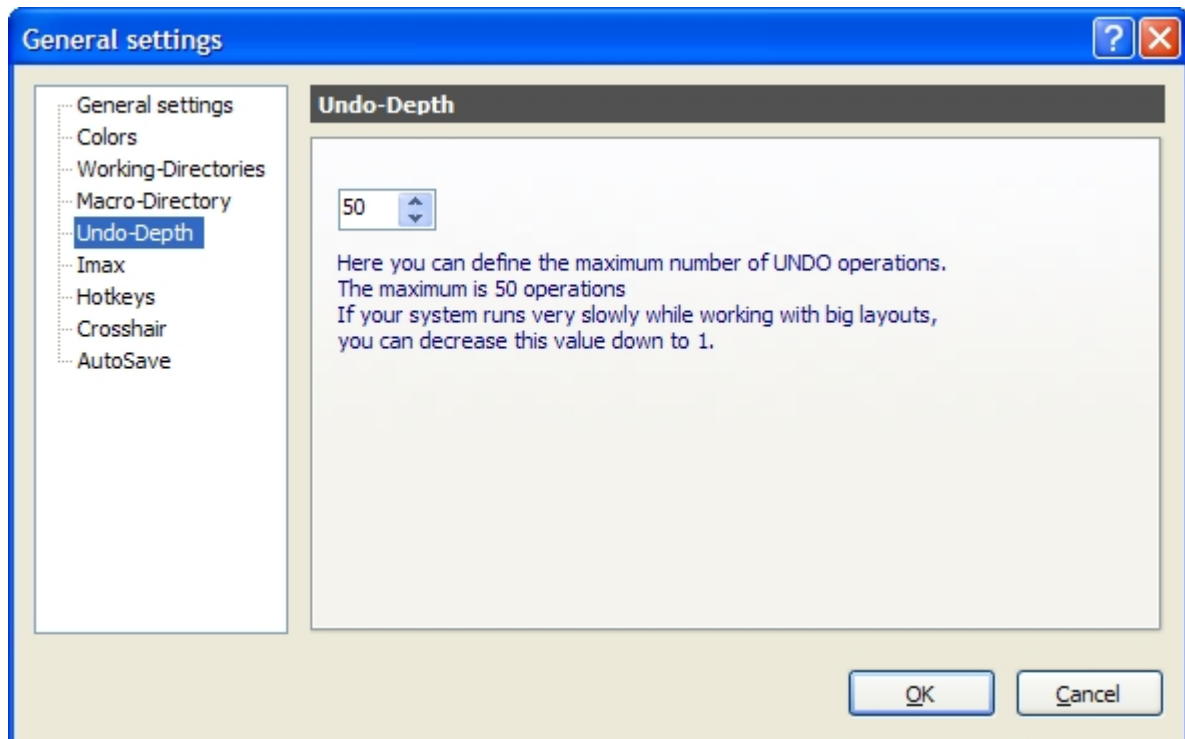 General settings
General settings
Colors
Working-Directories
Macro-Directory
Undo-Depth
Imax
Hotkeys
Crosshair
AutoSave
Undo-Depth
50
Here you can define the maximum number of UNDO operations.
The maximum is 50 operations
If your system runs very slowly while working with big layouts,
you can decrease this value down to 1.
OK
Cancel